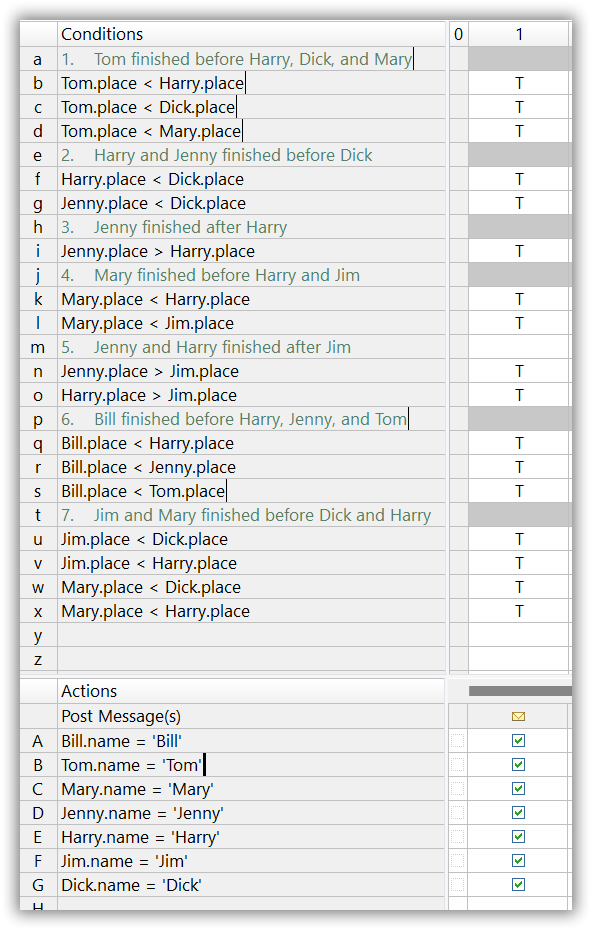 Conditions 0 1
a 1. Tom finished before Harry, Dick, and Mary
b Tom.place < Harry.place T
c Tom.place < Dick.place T
d Tom.place < Mary.place T
e 2. Harry and Jenny finished before Dick
f Harry.place < Dick.place T
g Jenny.place < Dick.place T
h 3. Jenny finished after Harry
i Jenny.place > Harry.place T
j 4. Mary finished before Harry and Jim
k Mary.place < Harry.place T
l Mary.place < Jim.place T
m 5. Jenny and Harry finished after Jim
n Jenny.place > Jim.place T
o Harry.place > Jim.place T
p 6. Bill finished before Harry, Jenny, and Tom
q Bill.place < Harry.place T
r Bill.place < Jenny.place T
s Bill.place < Tom.place T
t 7. Jim and Mary finished before Dick and Harry
u Jim.place < Dick.place T
v Jim.place < Harry.place T
w Mary.place < Dick.place T
x Mary.place < Harry.place T
y
z
Actions
Post Message(s)
A Bill.name = 'Bill'
B Tom.name = 'Tom'
C Mary.name = 'Mary'
D Jenny.name = 'Jenny'
E Harry.name = 'Harry'
F Jim.name = 'Jim'
G Dick.name = 'Dick'
H